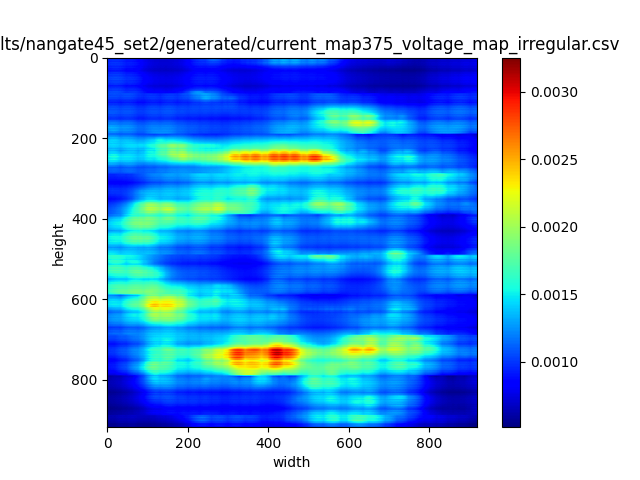 lts/nangate45_set2/generated/current_map375_voltage_map_irregular.csv
0
200
400
600
800
height
0 200 400 600 800
width
0.0030
0.0025
0.0020
0.0015
0.0010